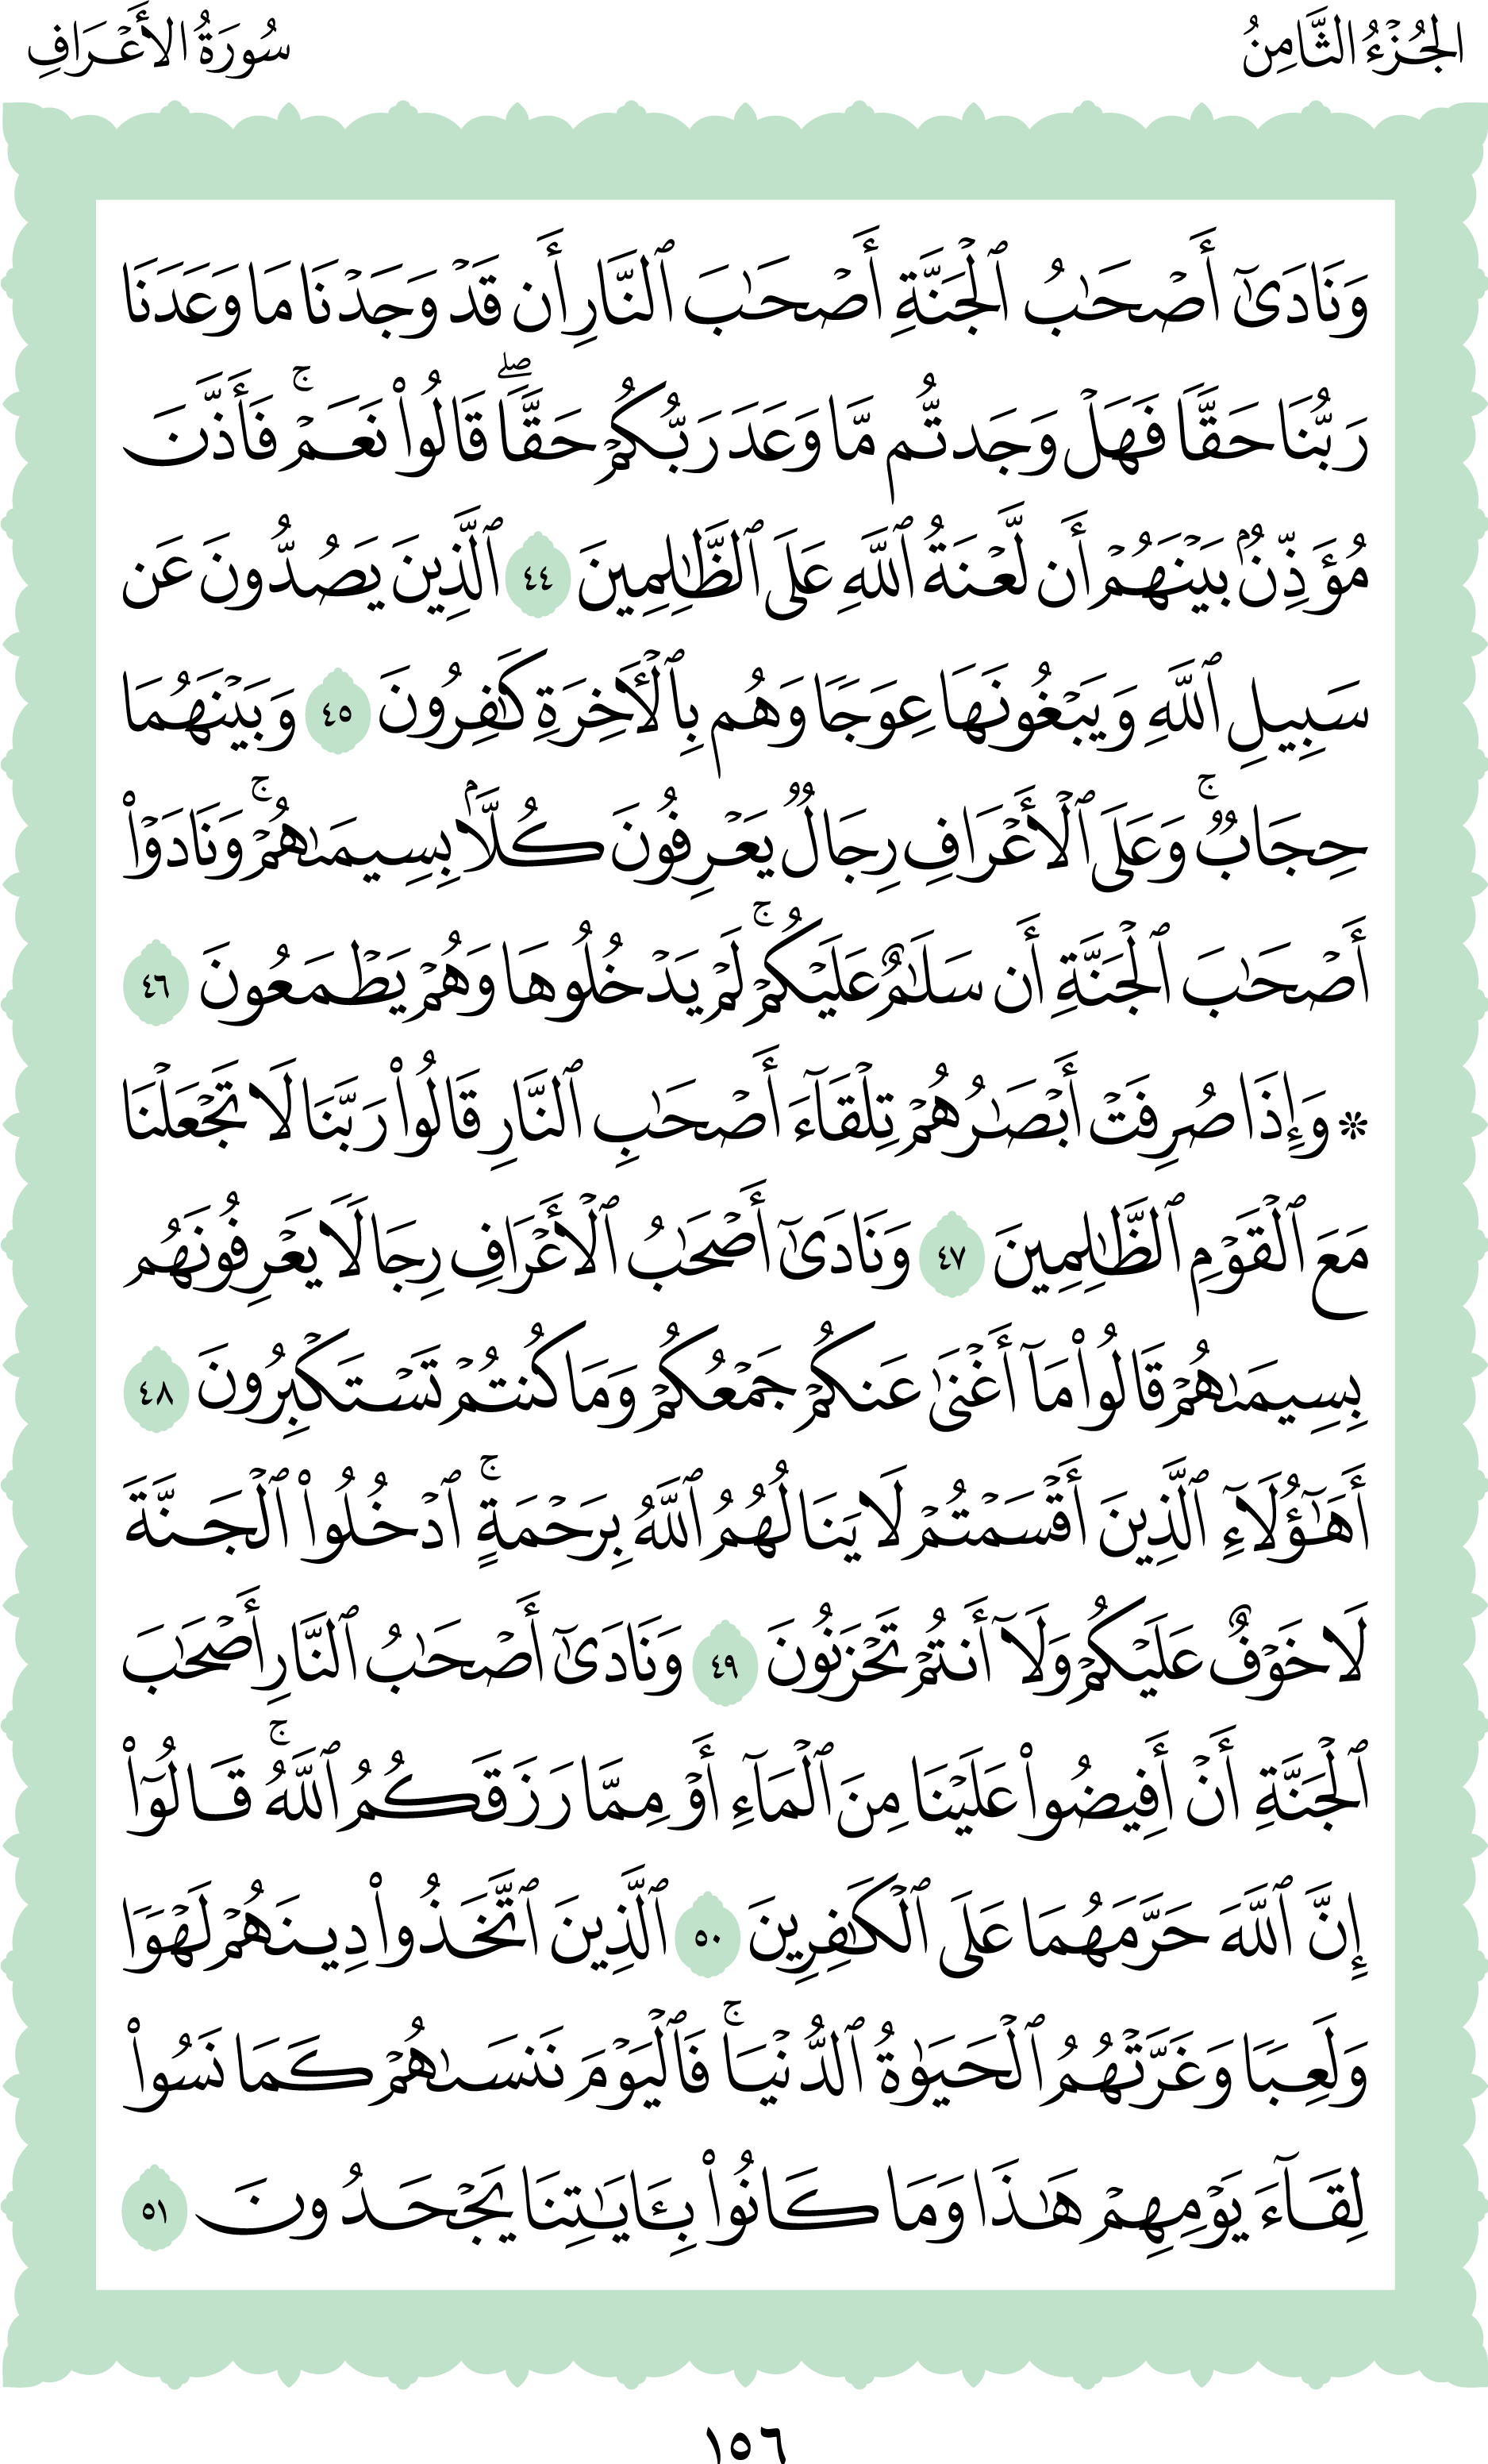 الجُزْءُ الثَّامِنُ
سُورَةُ الأَعْرَافِ
وَنَادَىٰٓ أَصْحَٰبُ ٱلْجَنَّةِ أَصْحَٰبَ ٱلنَّارِ أَن قَدْ وَجَدْنَا مَا وَعَدَنَا
رَبُّنَا حَقًّا فَهَلْ وَجَدتُّم مَّا وَعَدَ رَبُّكُمْ حَقًّا ۖ قَالُوا۟ نَعَمْ ۚ فَأَذَّنَ
مُؤَذِّنٌۢ بَيْنَهُمْ أَن لَّعْنَةُ ٱللَّهِ عَلَى ٱلظَّٰلِمِينَ ٤٤ ٱلَّذِينَ يَصُدُّونَ عَن
سَبِيلِ ٱللَّهِ وَيَبْغُونَهَا عِوَجًا وَهُم بِٱلْأَخِرَةِ كَٰفِرُونَ ٤٥ وَبَيْنَهُمَا
حِجَابٌ ۚ وَعَلَى ٱلْأَعْرَافِ رِجَالٌ يَعْرِفُونَ كُلًّۢا بِسِيمَىٰهُمْ ۚ وَنَادَوْا۟
أَصْحَٰبَ ٱلْجَنَّةِ أَن سَلَٰمٌ عَلَيْكُمْ ۚ لَمْ يَدْخُلُوهَا وَهُمْ يَطْمَعُونَ ٤٦
۞ وَإِذَا صُرِفَتْ أَبْصَٰرُهُمْ تِلْقَآءَ أَصْحَٰبِ ٱلنَّارِ قَالُوا۟ رَبَّنَا لَا تَجْعَلْنَا
مَعَ ٱلْقَوْمِ ٱلظَّٰلِمِينَ ٤٧ وَنَادَىٰٓ أَصْحَٰبُ ٱلْأَعْرَافِ رِجَالًا يَعْرِفُونَهُم
بِسِيمَىٰهُمْ قَالُوا۟ مَآ أَغْنَىٰ عَنكُمْ جَمْعُكُمْ وَمَا كُنتُمْ تَسْتَكْبِرُونَ ٤٨
أَهَٰٓؤُلَآءِ ٱلَّذِينَ أَقْسَمْتُمْ لَا يَنَالُهُمُ ٱللَّهُ بِرَحْمَةٍ ۚ ٱدْخُلُوا۟ ٱلْجَنَّةَ
لَا خَوْفٌ عَلَيْكُمْ وَلَآ أَنتُمْ تَحْزَنُونَ ٤٩ وَنَادَىٰٓ أَصْحَٰبُ ٱلنَّارِ أَصْحَٰبَ
ٱلْجَنَّةِ أَنْ أَفِيضُوا۟ عَلَيْنَا مِنَ ٱلْمَآءِ أَوْ مِمَّا رَزَقَكُمُ ٱللَّهُ ۚ قَالُوٓا۟
إِنَّ ٱللَّهَ حَرَّمَهُمَا عَلَى ٱلْكَٰفِرِينَ ٥٠ ٱلَّذِينَ ٱتَّخَذُوا۟ دِينَهُمْ لَهْوًا
وَلَعِبًا وَغَرَّتْهُمُ ٱلْحَيَوٰةُ ٱلدُّنْيَا ۚ فَٱلْيَوْمَ نَنسَىٰهُمْ كَمَا نَسُوا۟
لِقَآءَ يَوْمِهِمْ هَٰذَا وَمَا كَانُوا۟ بِـَٔايَٰتِنَا يَجْحَدُونَ ٥١
١٥٦